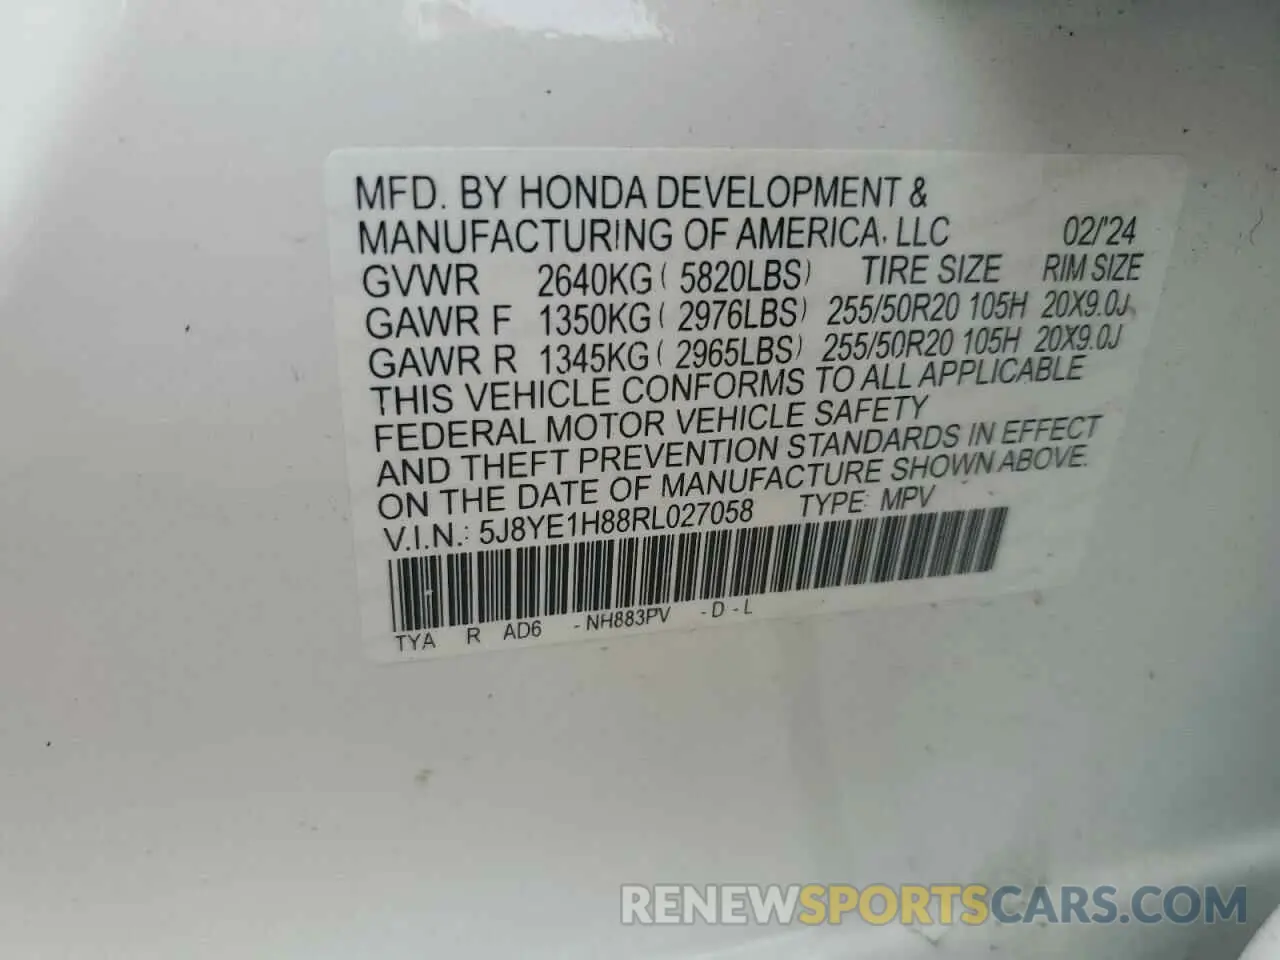 MFD. BY HONDA DEVELOPMENT &
MANUFACTURING OF AMERICA, LLC 02/'24
GVWR 2640KG ( 5820LBS) TIRE SIZE RIM SIZE
GAWR F 1350KG ( 2976LBS) 255/50R20 105H 20X9.0J
GAWR R 1345KG ( 2965LBS) 255/50R20 105H 20X9.0J
THIS VEHICLE CONFORMS TO ALL APPLICABLE
FEDERAL MOTOR VEHICLE SAFETY
AND THEFT PREVENTION STANDARDS IN EFFECT
ON THE DATE OF MANUFACTURE SHOWN ABOVE.
V.I.N.: 5J8YE1H88RL027058 TYPE: MPV
TYA R AD6 - NH883PV - D - L
RENEWSPORTSCARS.COM